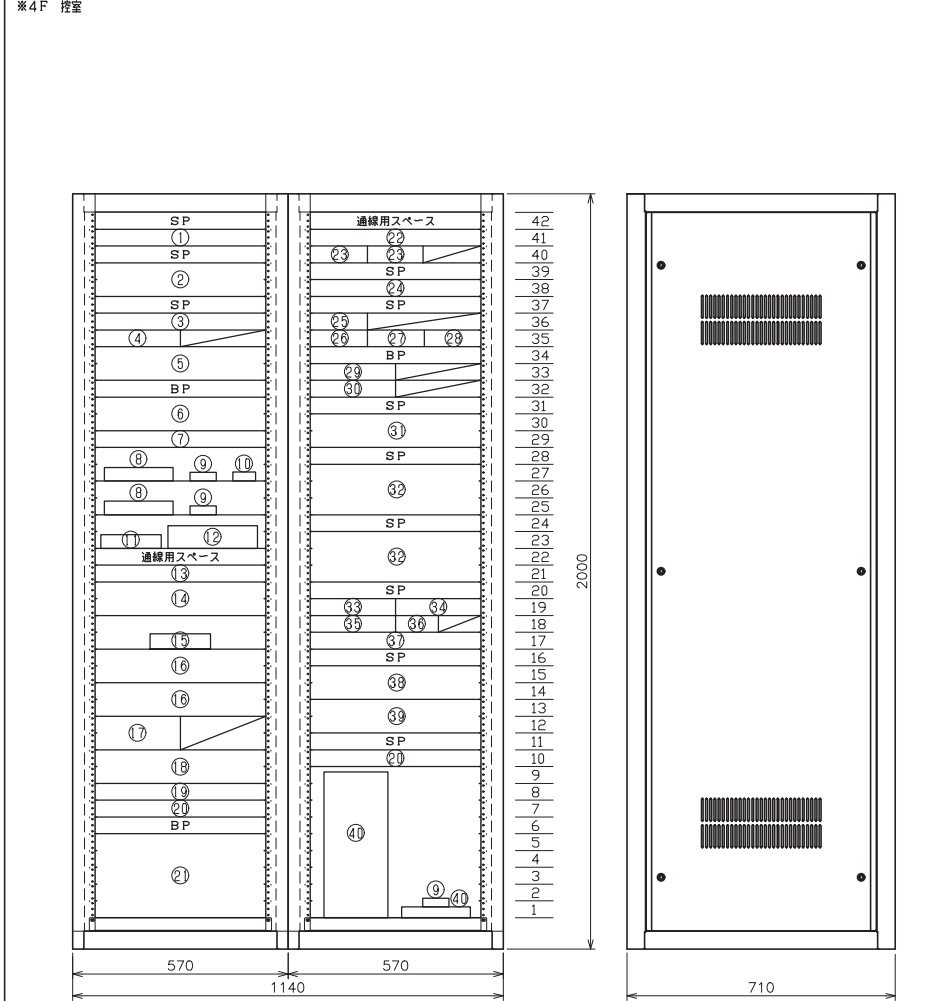 ※4F 控室
SP 通線用スペース 42
① ㉒ 41
SP ㉓ ㉓ 40
② SP 39
㉔ 38
SP SP 37
③ ㉕ 36
④ ㉖ ㉗ ㉘ 35
⑤ BP 34
㉙ 33
BP ㉚ 32
⑥ SP 31
㉛ 30
⑦ 29
⑧ ⑨ ⑩ SP 28
27
⑧ ⑨ ㉜ 26
25
⑪ ⑫ SP 24
23
通線用スペース ㉜ 22
⑬ 21
⑭ SP 20
㉝ ㉞ 19
㉟ ㊱ 18
⑮ ㊲ 17
⑯ SP 16
15
⑯ ㊳ 14
13
⑰ ㊴ 12
SP 11
⑱ ⑳ 10
9
⑲ 8
⑳ 7
BP ㊵ 6
5
4
㉑ 3
⑨ ㊵ 2
1
2000
570 570
1140 710